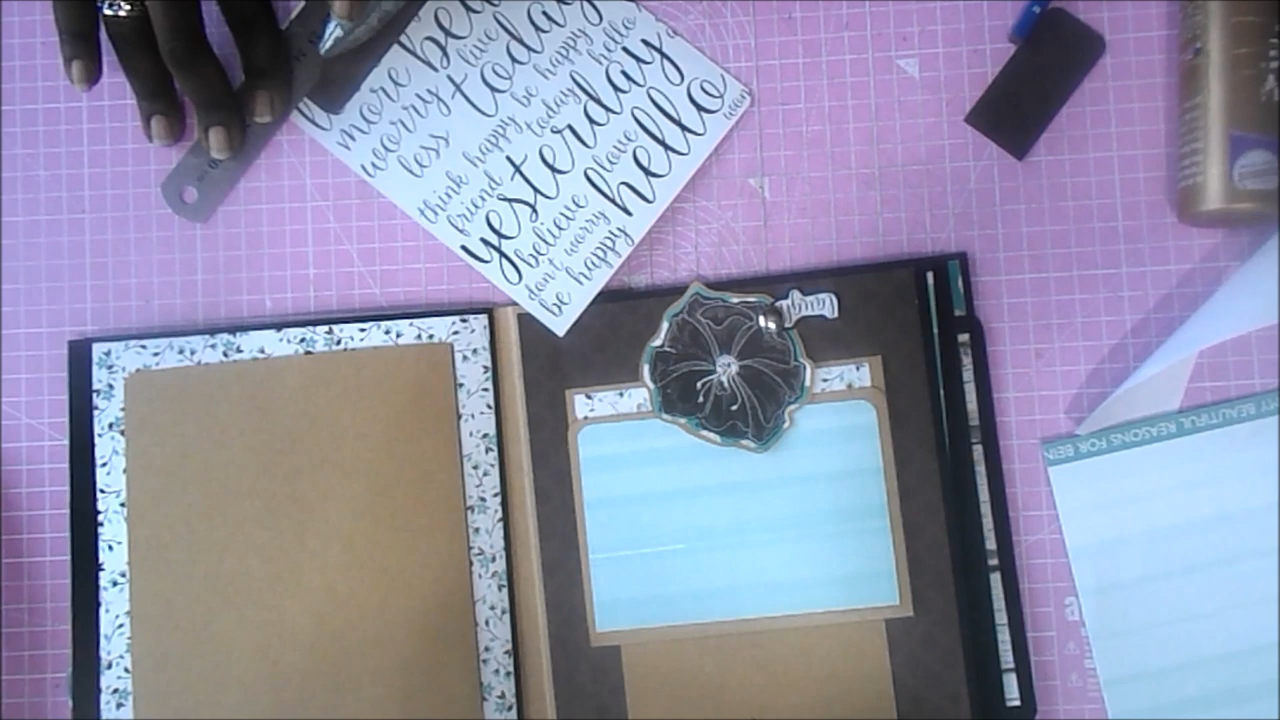 more
worry today
less live
think happy be happy
friend today hello
yesterday
believe love
don't worry hello
be happy
laugh
MY BEAUTIFUL REASONS FOR BEIN